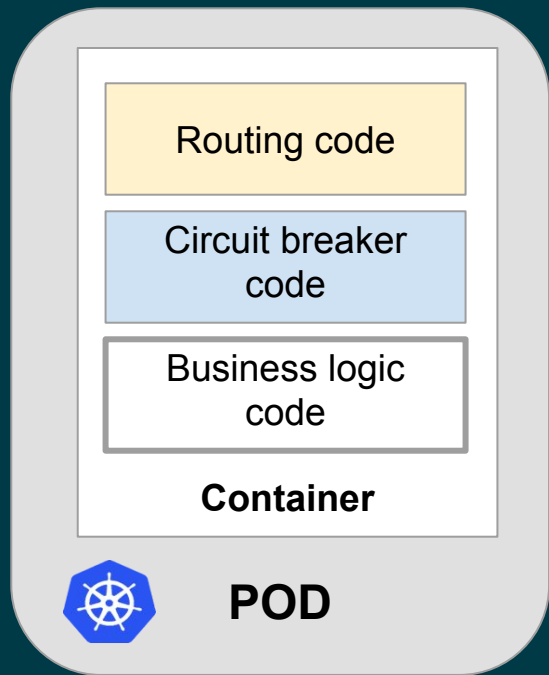 Routing code
Circuit breaker
code
Business logic
code
Container
POD